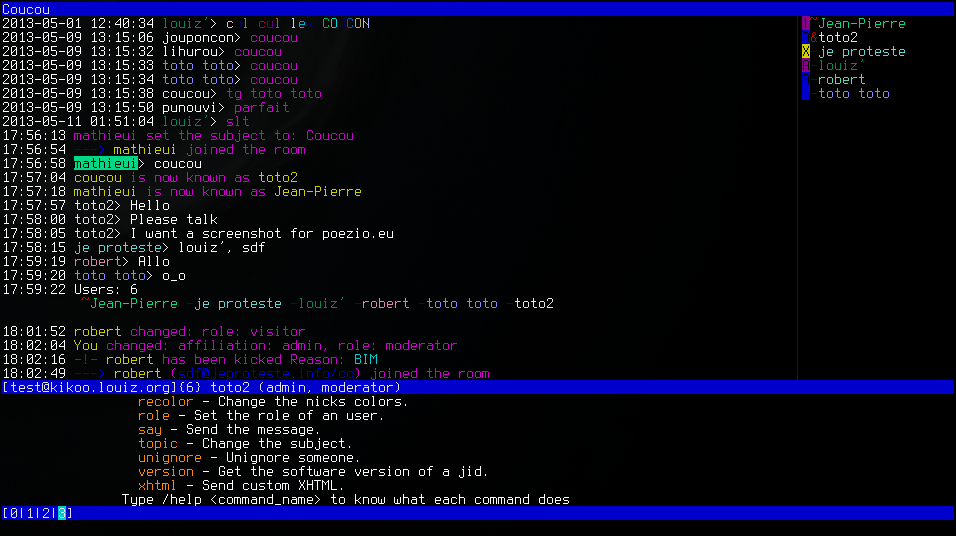 Coucou
2013-05-01 12:40:34 louiz’> c l cul le CO CON
2013-05-09 13:15:06 jouponcon> coucou
2013-05-09 13:15:32 lihurou> coucou
2013-05-09 13:15:33 toto toto> coucou
2013-05-09 13:15:34 toto toto> coucou
2013-05-09 13:15:38 coucou> tg toto toto
2013-05-09 13:15:50 punouvi> parfait
2013-05-11 01:51:04 louiz’> slt
17:56:13 mathieui set the subject to: Coucou
17:56:54 ---> mathieui joined the room
17:56:58 mathieui> coucou
17:57:04 coucou is now known as toto2
17:57:18 mathieui is now known as Jean-Pierre
17:57:57 toto2> Hello
17:58:00 toto2> Please talk
17:58:05 toto2> I want a screenshot for poezio.eu
17:58:15 je proteste> louiz’, sdf
17:59:19 robert> Allo
17:59:20 toto toto> o_o
17:59:22 Users: 6
~Jean-Pierre -je proteste -louiz’ -robert -toto toto -toto2
18:01:52 robert changed: role: visitor
18:02:04 You changed: affiliation: admin, role: moderator
18:02:16 -!- robert has been kicked Reason: BIM
18:02:49 ---> robert (sdf@jeproteste.info/cc) joined the room
~Jean-Pierre
&toto2
X-je proteste
-louiz’
-robert
-toto toto
[test@kikoo.louiz.org]{6} toto2 (admin, moderator)
recolor - Change the nicks colors.
role - Set the role of an user.
say - Send the message.
topic - Change the subject.
unignore - Unignore someone.
version - Get the software version of a jid.
xhtml - Send custom XHTML.
Type /help <command_name> to know what each command does
[0|1|2|3]